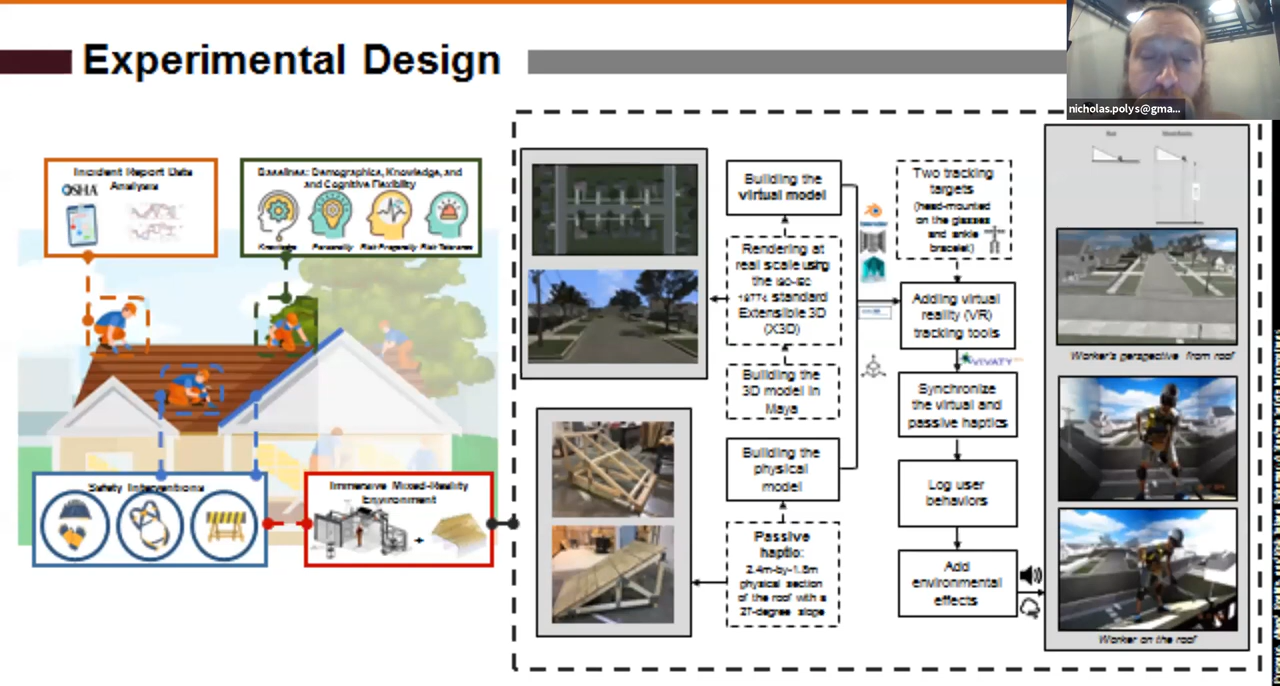 Experimental Design
nicholas.polys@gma...
Incident Report Data
Analyses
OSHA
Baselines: Demographics, Knowledge, and
and Cognitive Flexibility
Knowledge
Personality
Risk Propensity
Risk Tolerance
Safety Interventions
Immersive Mixed-Reality
Environment
+
Building the
virtual model
Rendering at
real scale using
the ISO-IEC
standard
Extensible 3D
(X3D)
Building the
3D model in
Maya
Building the
physical
model
Passive
haptic:
2.4m-by-1.8m
physical section
of the roof with a
27-degree slope
Two tracking
targets
(head-mounted
on the glasses
and ankle
bracelet)
Adding virtual
reality (VR)
tracking tools
VIVATY
Synchronize
the virtual and
passive haptics
Log user
behaviors
Add
environmental
effects
Worker's perspective from roof
Worker on the roof